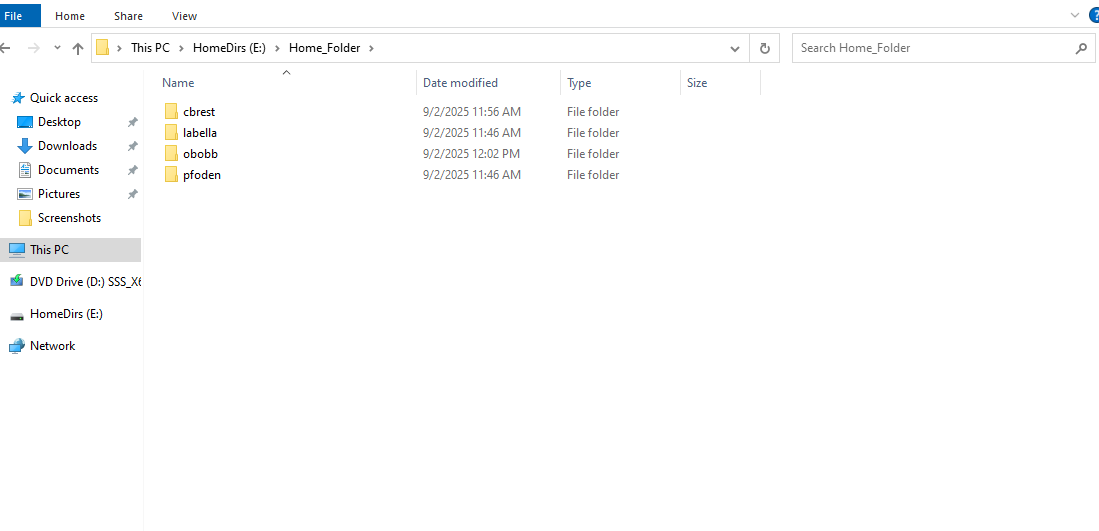 File Home Share View
This PC HomeDirs (E:) Home_Folder Search Home_Folder
Name Date modified Type Size
Quick access
Desktop
Downloads
Documents
Pictures
Screenshots
This PC
DVD Drive (D:) SSS_X6
HomeDirs (E:)
Network
cbrest 9/2/2025 11:56 AM File folder
labella 9/2/2025 11:46 AM File folder
obobb 9/2/2025 12:02 PM File folder
pfoden 9/2/2025 11:46 AM File folder